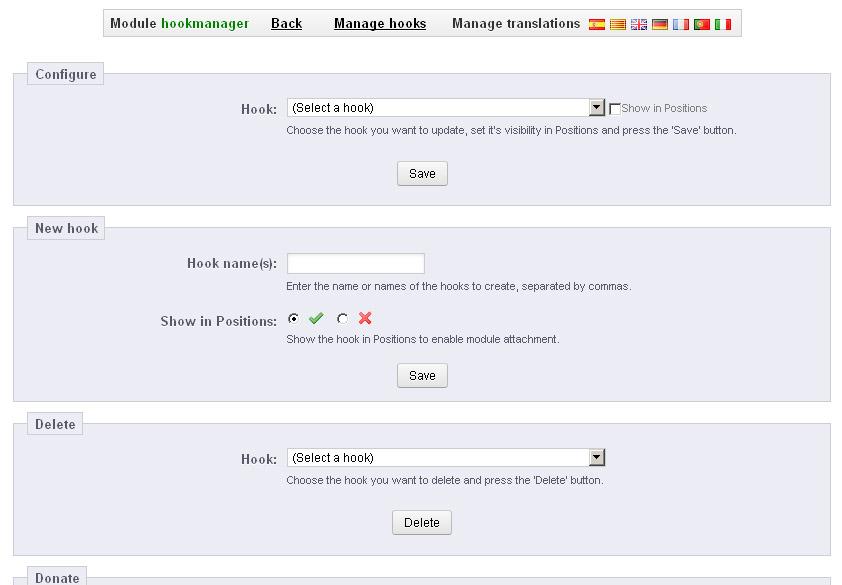 Module hookmanager Back Manage hooks Manage translations
Configure
Hook: (Select a hook) Show in Positions
Choose the hook you want to update, set it's visibility in Positions and press the 'Save' button.
Save
New hook
Hook name(s):
Enter the name or names of the hooks to create, separated by commas.
Show in Positions:
Show the hook in Positions to enable module attachment.
Save
Delete
Hook: (Select a hook)
Choose the hook you want to delete and press the 'Delete' button.
Delete
Donate